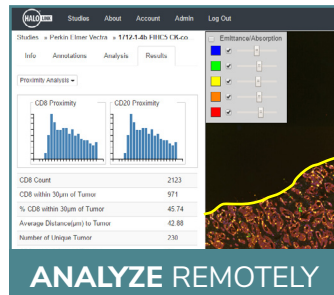 HALO LINK Studies About Account Admin Log Out
Studies » Perkin Elmer Vectra » 1712-1-4b FIHC5 CK-co
Emittance/Absorption
Info Annotations Analysis Results
Proximity Analysis
CD8 Proximity CD20 Proximity
CD8 Count 2123
CD8 within 30μm of Tumor 971
% CD8 within 30μm of Tumor 45.74
Average Distance(μm) to Tumor 42.88
Number of Unique Tumor 230
ANALYZE REMOTELY